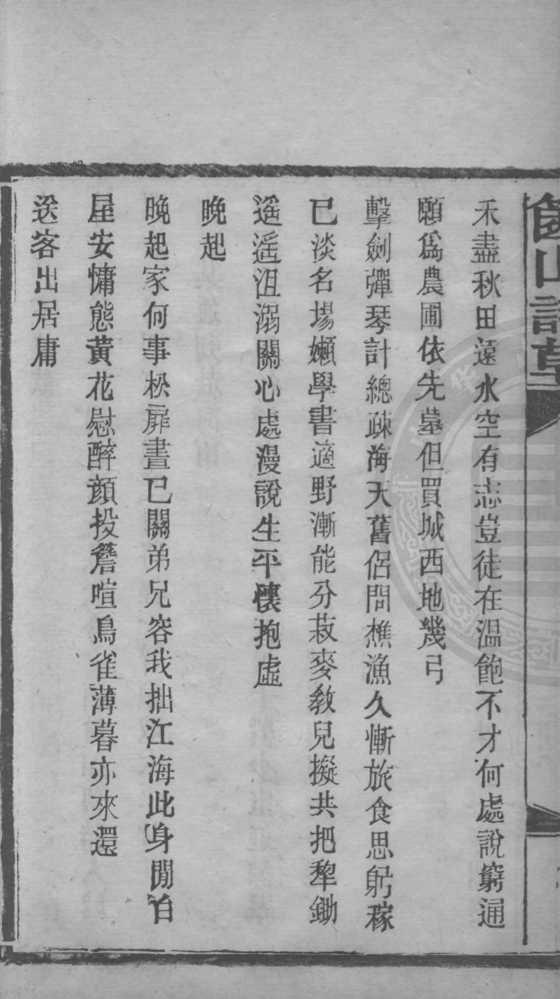 禾盡秋田遠水空有志豈徒在温飽不才何處說窮通
願爲農圃依先墓但買城西地幾弓
擊劍彈琴計總疎海天舊侶問樵漁久慚旅食思躬稼
已淡名場嬾學書適野漸能分菽麥敎兒擬共把犂鋤
遥遥沮溺關心處漫說生平懷抱虛
晚起
晚起家何事松扉晝已關弟兄容我拙江海此身閒白
屋安慵態黃花慰醉顔投簷喧鳥雀薄暮亦來還
送客出居庸